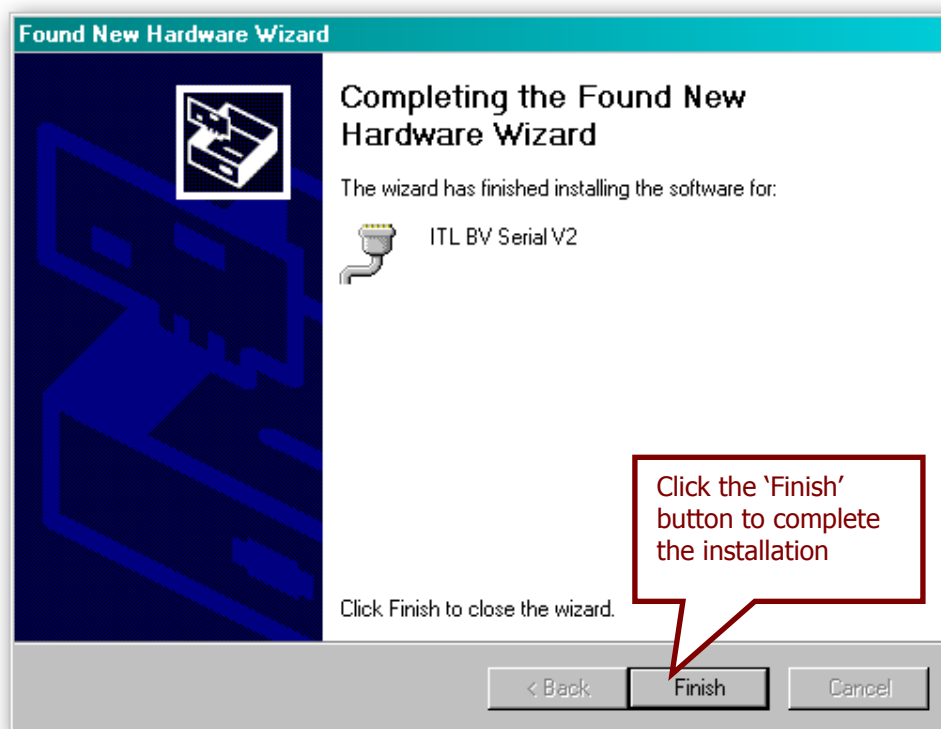 Found New Hardware Wizard
Completing the Found New
Hardware Wizard
The wizard has finished installing the software for:
ITL BV Serial V2
Click the ‘Finish’
button to complete
the installation
Click Finish to close the wizard.
< Back
Finish
Cancel